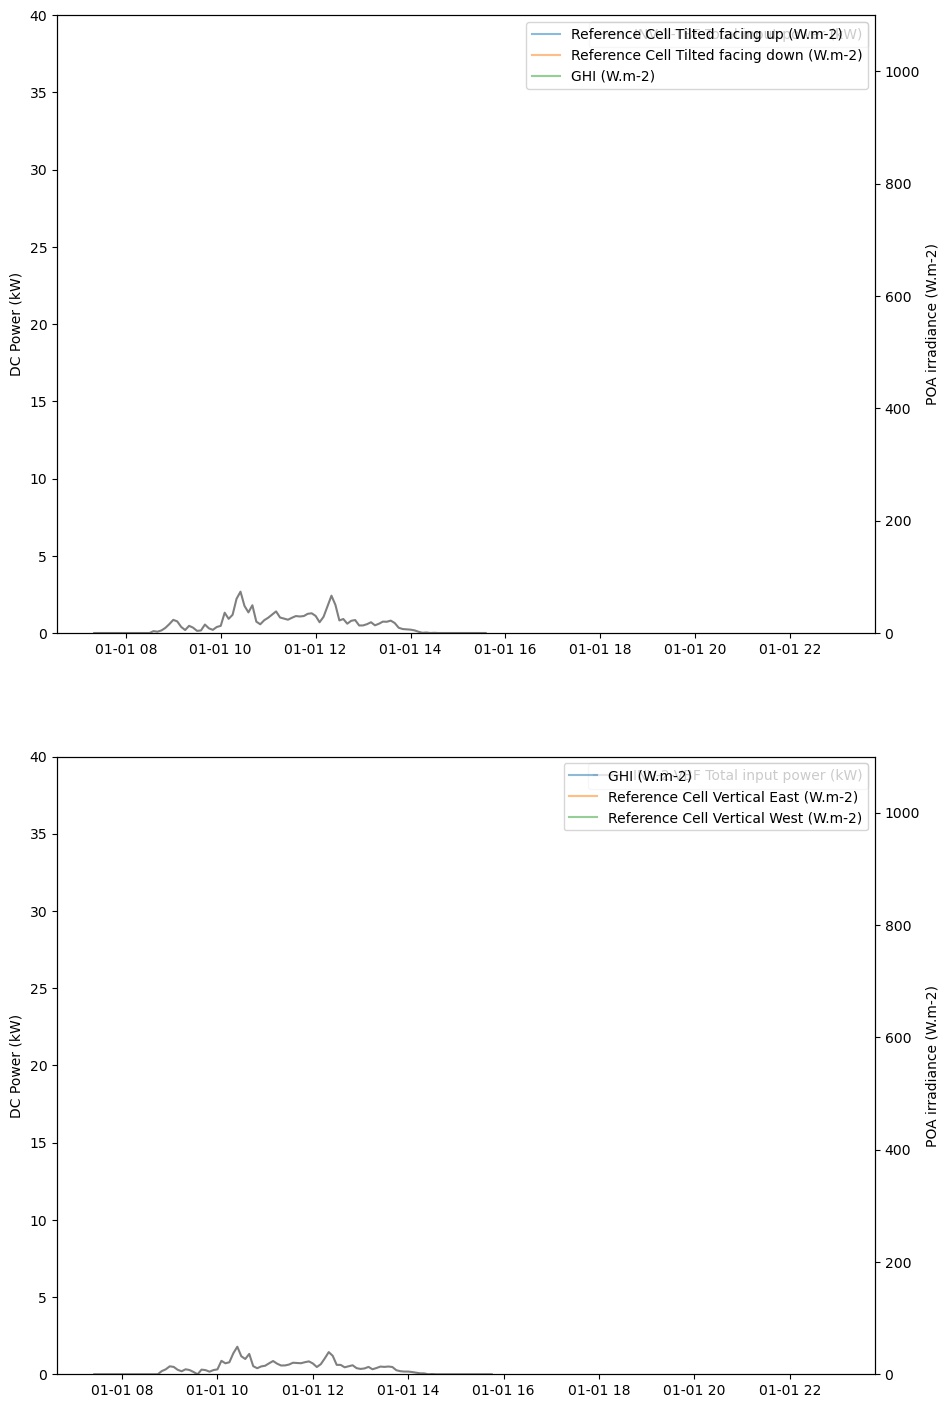 40
35
30
25
20
15
10
5
0
DC Power (kW)
Reference Cell Tilted facing up (W.m-2)
Reference Cell Tilted facing down (W.m-2)
GHI (W.m-2)
1000
800
600
400
200
0
POA irradiance (W.m-2)
01-01 08 01-01 10 01-01 12 01-01 14 01-01 16 01-01 18 01-01 20 01-01 22
40
35
30
25
20
15
10
5
0
DC Power (kW)
GHI (W.m-2)
Total input power (kW)
Reference Cell Vertical East (W.m-2)
Reference Cell Vertical West (W.m-2)
1000
800
600
400
200
0
POA irradiance (W.m-2)
01-01 08 01-01 10 01-01 12 01-01 14 01-01 16 01-01 18 01-01 20 01-01 22